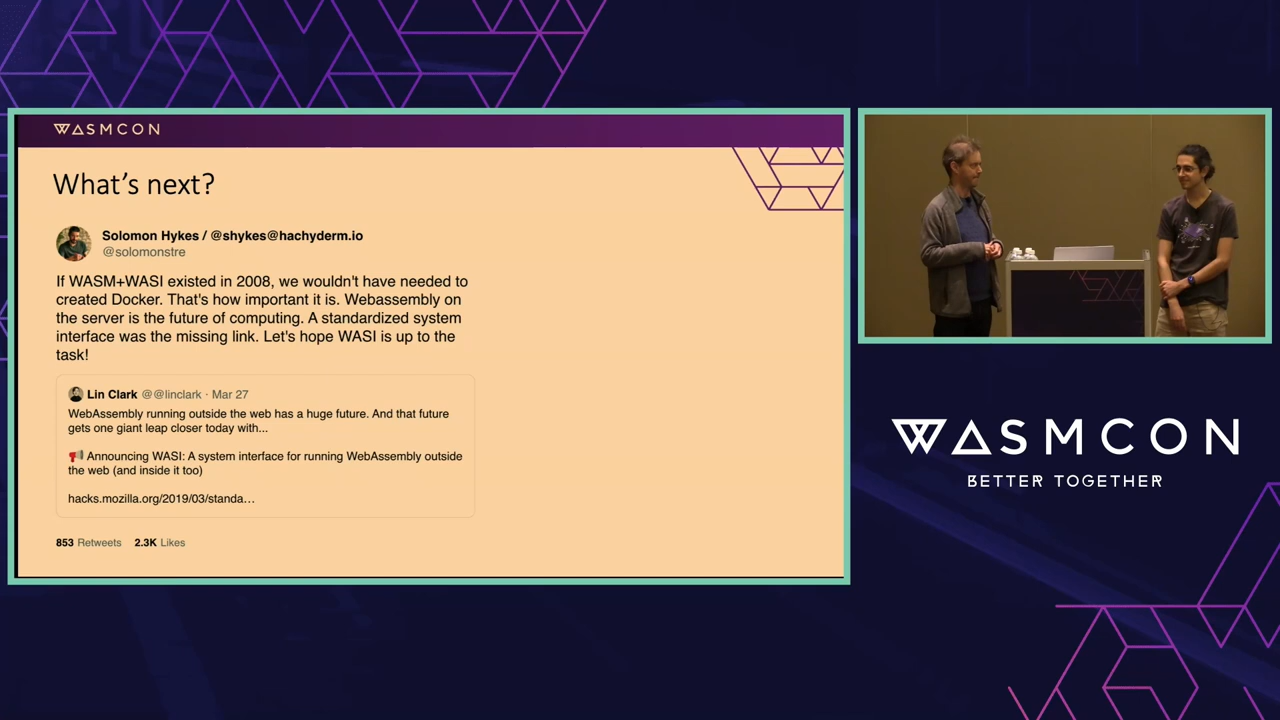 WASMCON
What's next?
Solomon Hykes / @shykes@hachyderm.io
@solomonstre
If WASM+WASI existed in 2008, we wouldn't have needed to
created Docker. That's how important it is. Webassembly on
the server is the future of computing. A standardized system
interface was the missing link. Let's hope WASI is up to the
task!
Lin Clark @@linclark · Mar 27
WebAssembly running outside the web has a huge future. And that future
gets one giant leap closer today with...
📢 Announcing WASI: A system interface for running WebAssembly outside
the web (and inside it too)
hacks.mozilla.org/2019/03/standa...
853 Retweets 2.3K Likes
WASMCON
BETTER TOGETHER